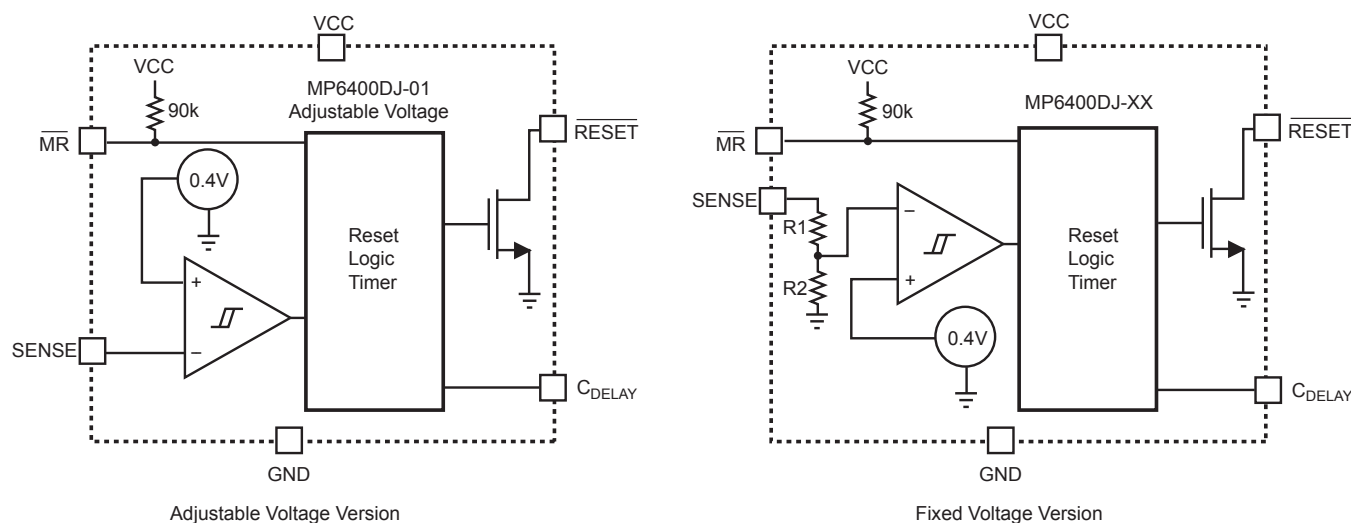 VCC
VCC
MP6400DJ-01
Adjustable Voltage
90k
MR
RESET
0.4V
Reset
Logic
Timer
+
−
SENSE
CDELAY
GND
Adjustable Voltage Version
VCC
VCC
MP6400DJ-XX
90k
MR
RESET
SENSE
R1
R2
−
+
Reset
Logic
Timer
0.4V
CDELAY
GND
Fixed Voltage Version